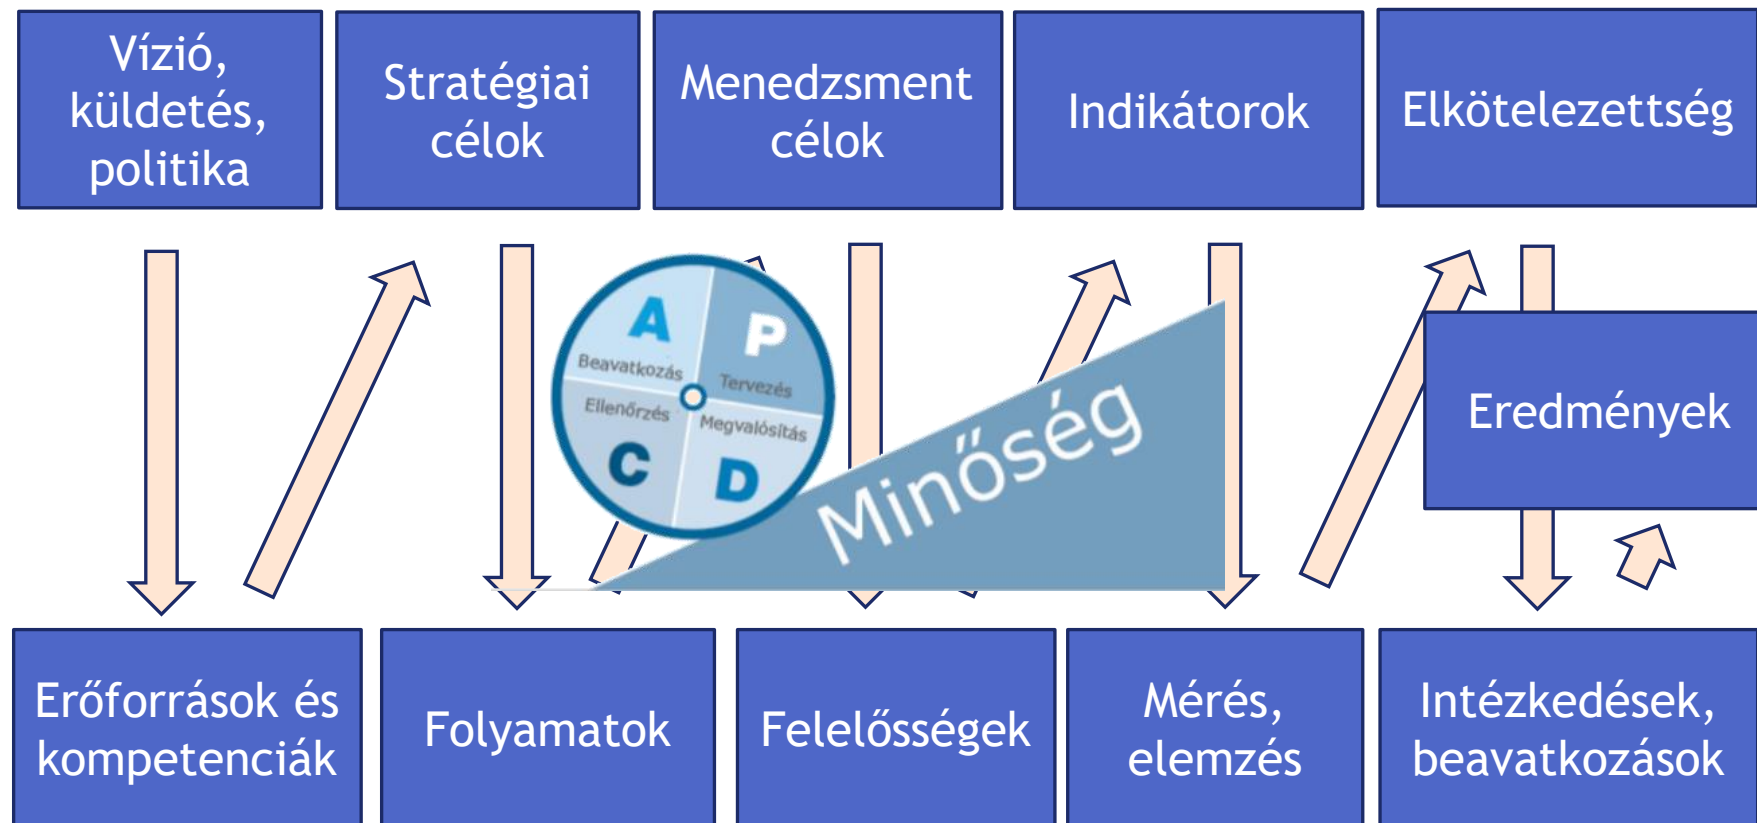 Vízió,
küldetés,
politika
Stratégiai
célok
Menedzsment
célok
Indikátorok
Elkötelezettség
A
P
Beavatkozás
Tervezés
Ellenőrzés
Megvalósítás
C
D
Minőség
Eredmények
Erőforrások és
kompetenciák
Folyamatok
Felelősségek
Mérés,
elemzés
Intézkedések,
beavatkozások